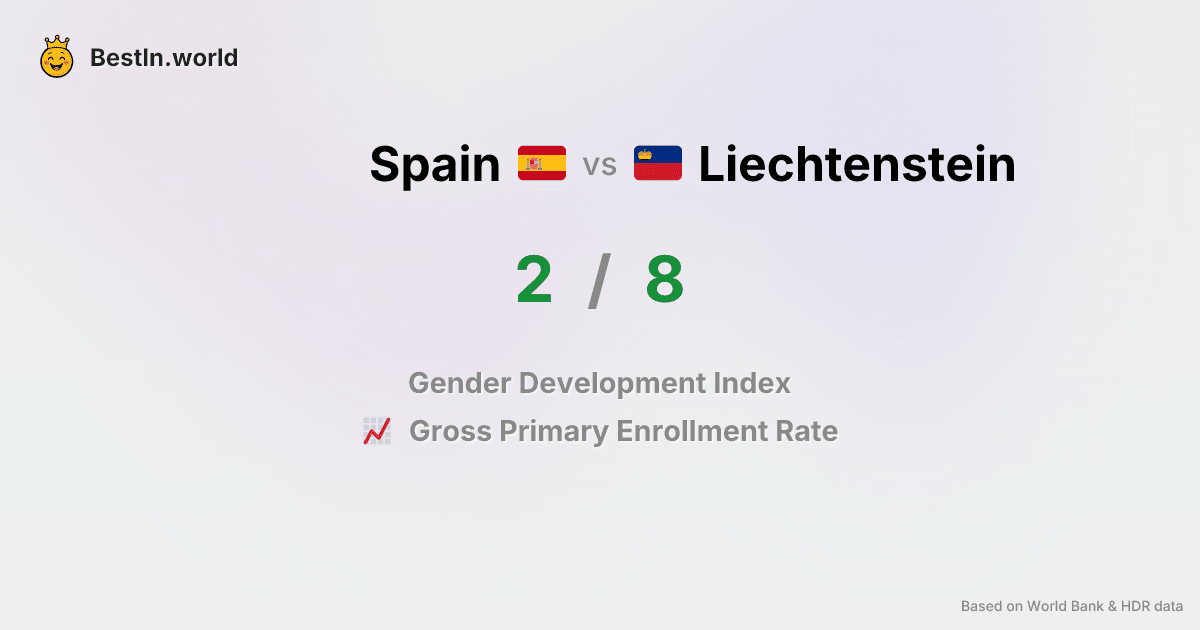 BestIn.world
Spain vs Liechtenstein
2 / 8
Gender Development Index
Gross Primary Enrollment Rate
Based on World Bank & HDR data